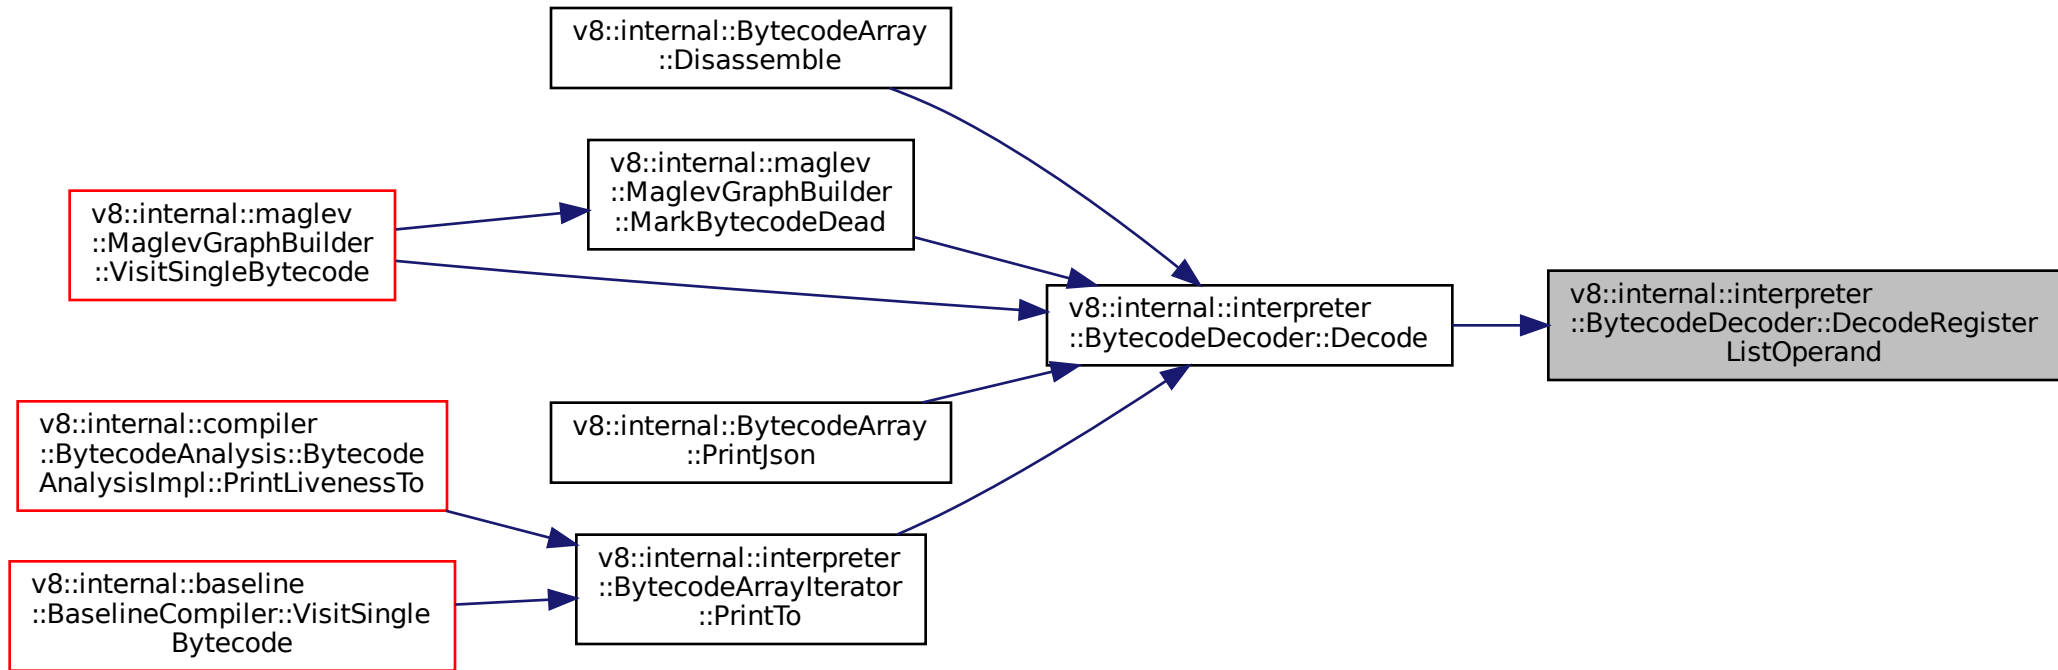 v8::internal::BytecodeArray
::Disassemble
v8::internal::maglev
::MaglevGraphBuilder
::MarkBytecodeDead
v8::internal::maglev
::MaglevGraphBuilder
::VisitSingleBytecode
v8::internal::interpreter
::BytecodeDecoder::Decode
v8::internal::interpreter
::BytecodeDecoder::DecodeRegister
ListOperand
v8::internal::BytecodeArray
::PrintJson
v8::internal::compiler
::BytecodeAnalysis::Bytecode
AnalysisImpl::PrintLivenessTo
v8::internal::interpreter
::BytecodeArrayIterator
::PrintTo
v8::internal::baseline
::BaselineCompiler::VisitSingle
Bytecode